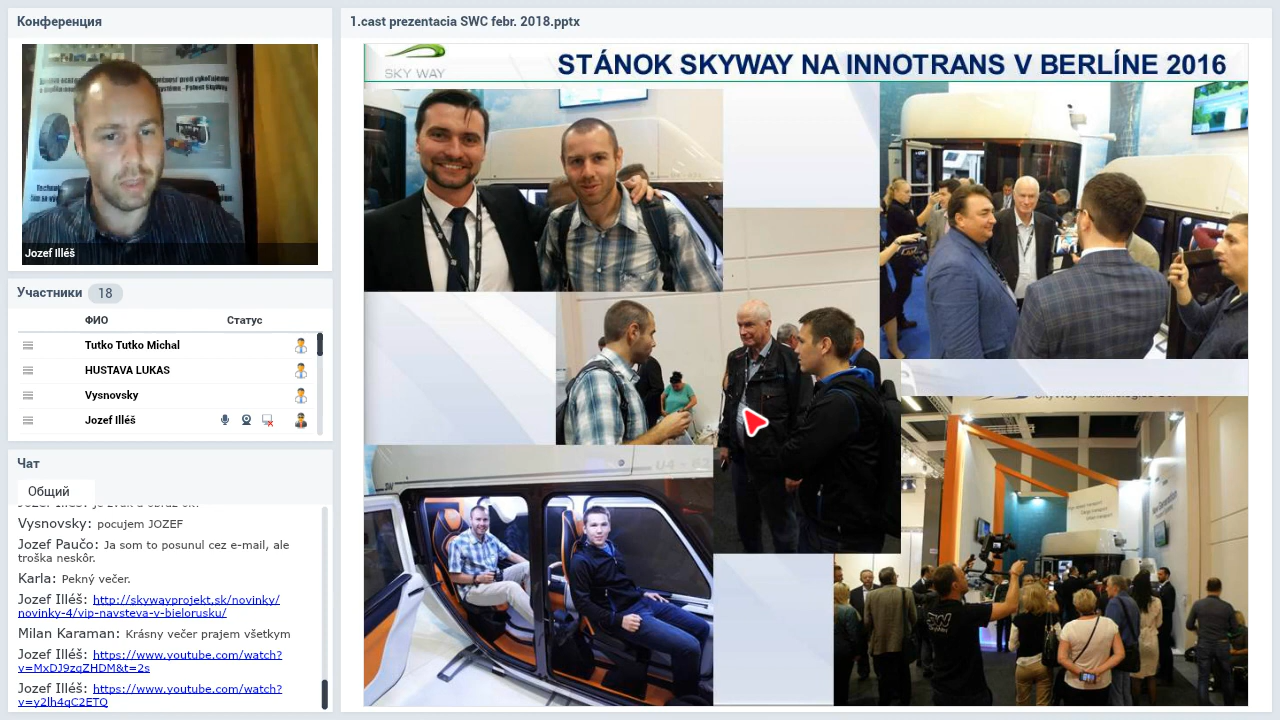 Конференция
Jozef Illéš
Участники 18
ФИО Статус
Tutko Tutko Michal
HUSTAVA LUKAS
Vysnovsky
Jozef Illéš
Чат
Общий
Vysnovsky: pocujem JOZEF
Jozef Paučo: Ja som to posunul cez e-mail, ale
troška neskôr.
Karla: Pekný večer.
Jozef Illéš: http://skywayprojekt.sk/novinky/
novinky-4/vip-navsteva-v-bielorusku/
Milan Karaman: Krásny večer prajem všetkym
Jozef Illéš: https://www.youtube.com/watch?
v=MxDJ9zqZHDM&t=2s
Jozef Illéš: https://www.youtube.com/watch?
v=y2lh4qC2ETQ
1.cast prezentacia SWC febr. 2018.pptx
SKY WAY
STÁNOK SKYWAY NA INNOTRANS V BERLÍNE 2016